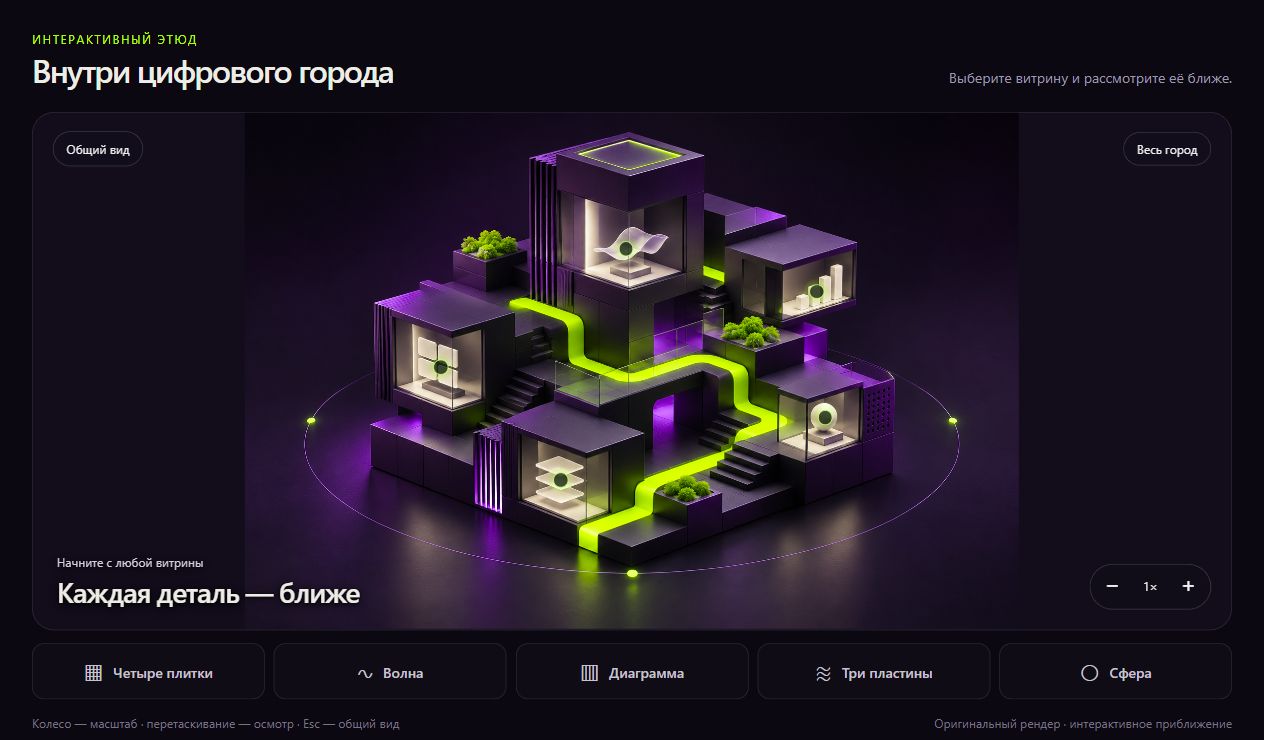 ИНТЕРАКТИВНЫЙ ЭТЮД
Внутри цифрового города
Выберите витрину и рассмотрите её ближе.
Общий вид
Весь город
Начните с любой витрины
Каждая деталь — ближе
− 1× +
Четыре плитки
Волна
Диаграмма
Три пластины
Сфера
Колесо — масштаб · перетаскивание — осмотр · Esc — общий вид
Оригинальный рендер · интерактивное приближение